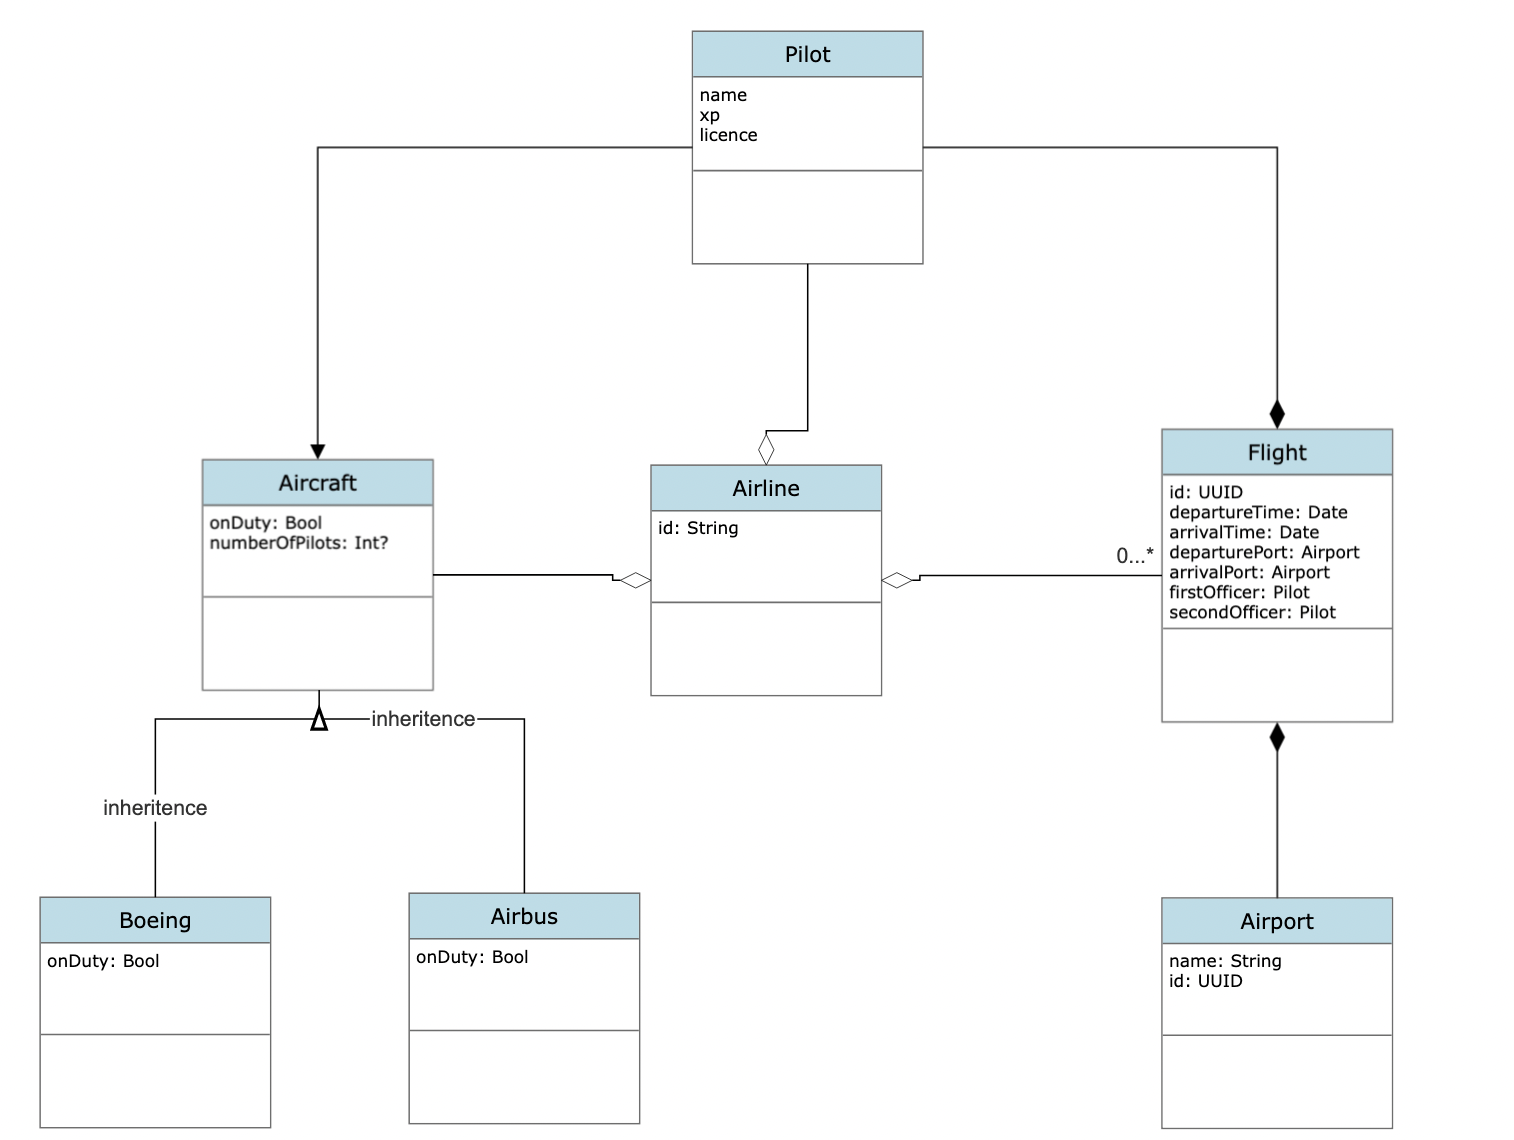 Pilot
name
xp
licence
Aircraft
onDuty: Bool
numberOfPilots: Int?
Airline
id: String
0...*
Flight
id: UUID
departureTime: Date
arrivalTime: Date
departurePort: Airport
arrivalPort: Airport
firstOfficer: Pilot
secondOfficer: Pilot
inheritence
inheritence
Boeing
onDuty: Bool
Airbus
onDuty: Bool
Airport
name: String
id: UUID